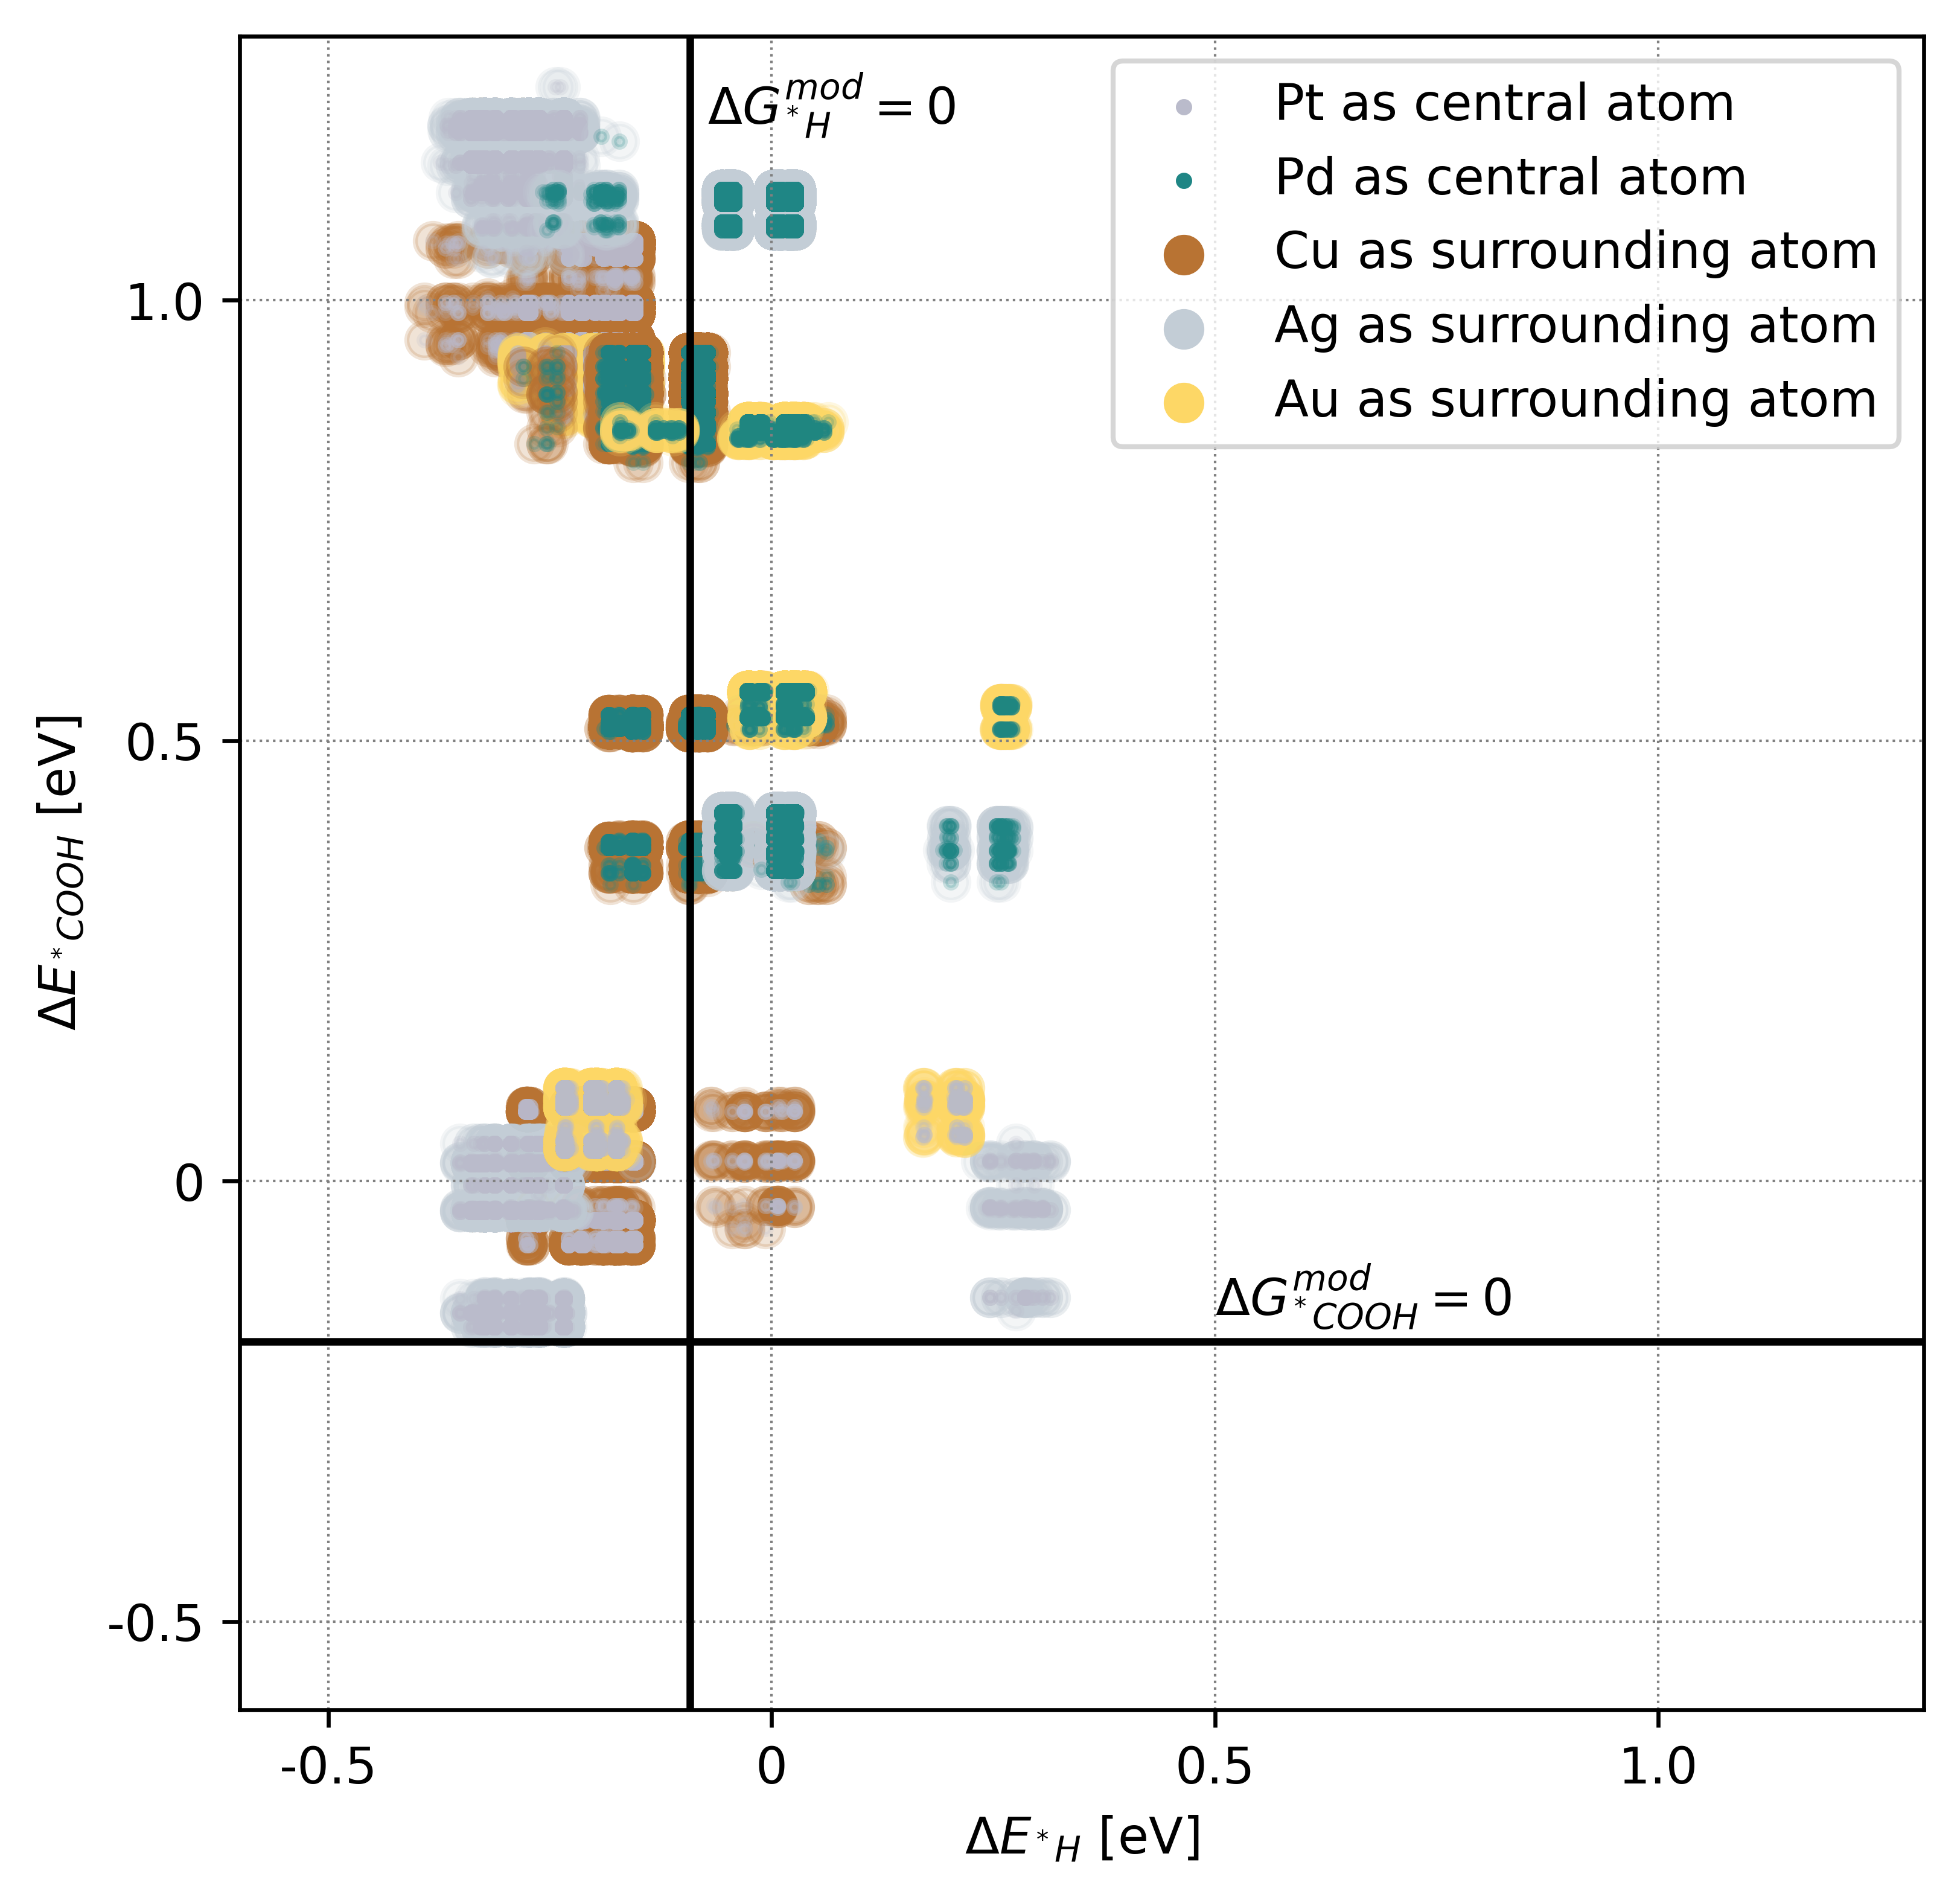 ΔG^{mod}_{*H} = 0
Pt as central atom
Pd as central atom
Cu as surrounding atom
Ag as surrounding atom
Au as surrounding atom
1.0
0.5
0
-0.5
ΔE_{*COOH} [eV]
ΔG^{mod}_{*COOH} = 0
-0.5 0 0.5 1.0
ΔE_{*H} [eV]